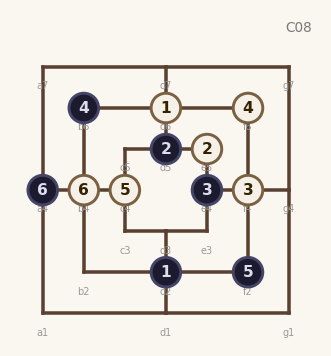 C08
a7 d7 g7
4 1 4
b6 d6 f6
2 2
c5 d5 e5
6 6 5 3 3
a4 b4 c4 e4 f4 g4
c3 d3 e3
1 5
b2 d2 f2
a1 d1 g1